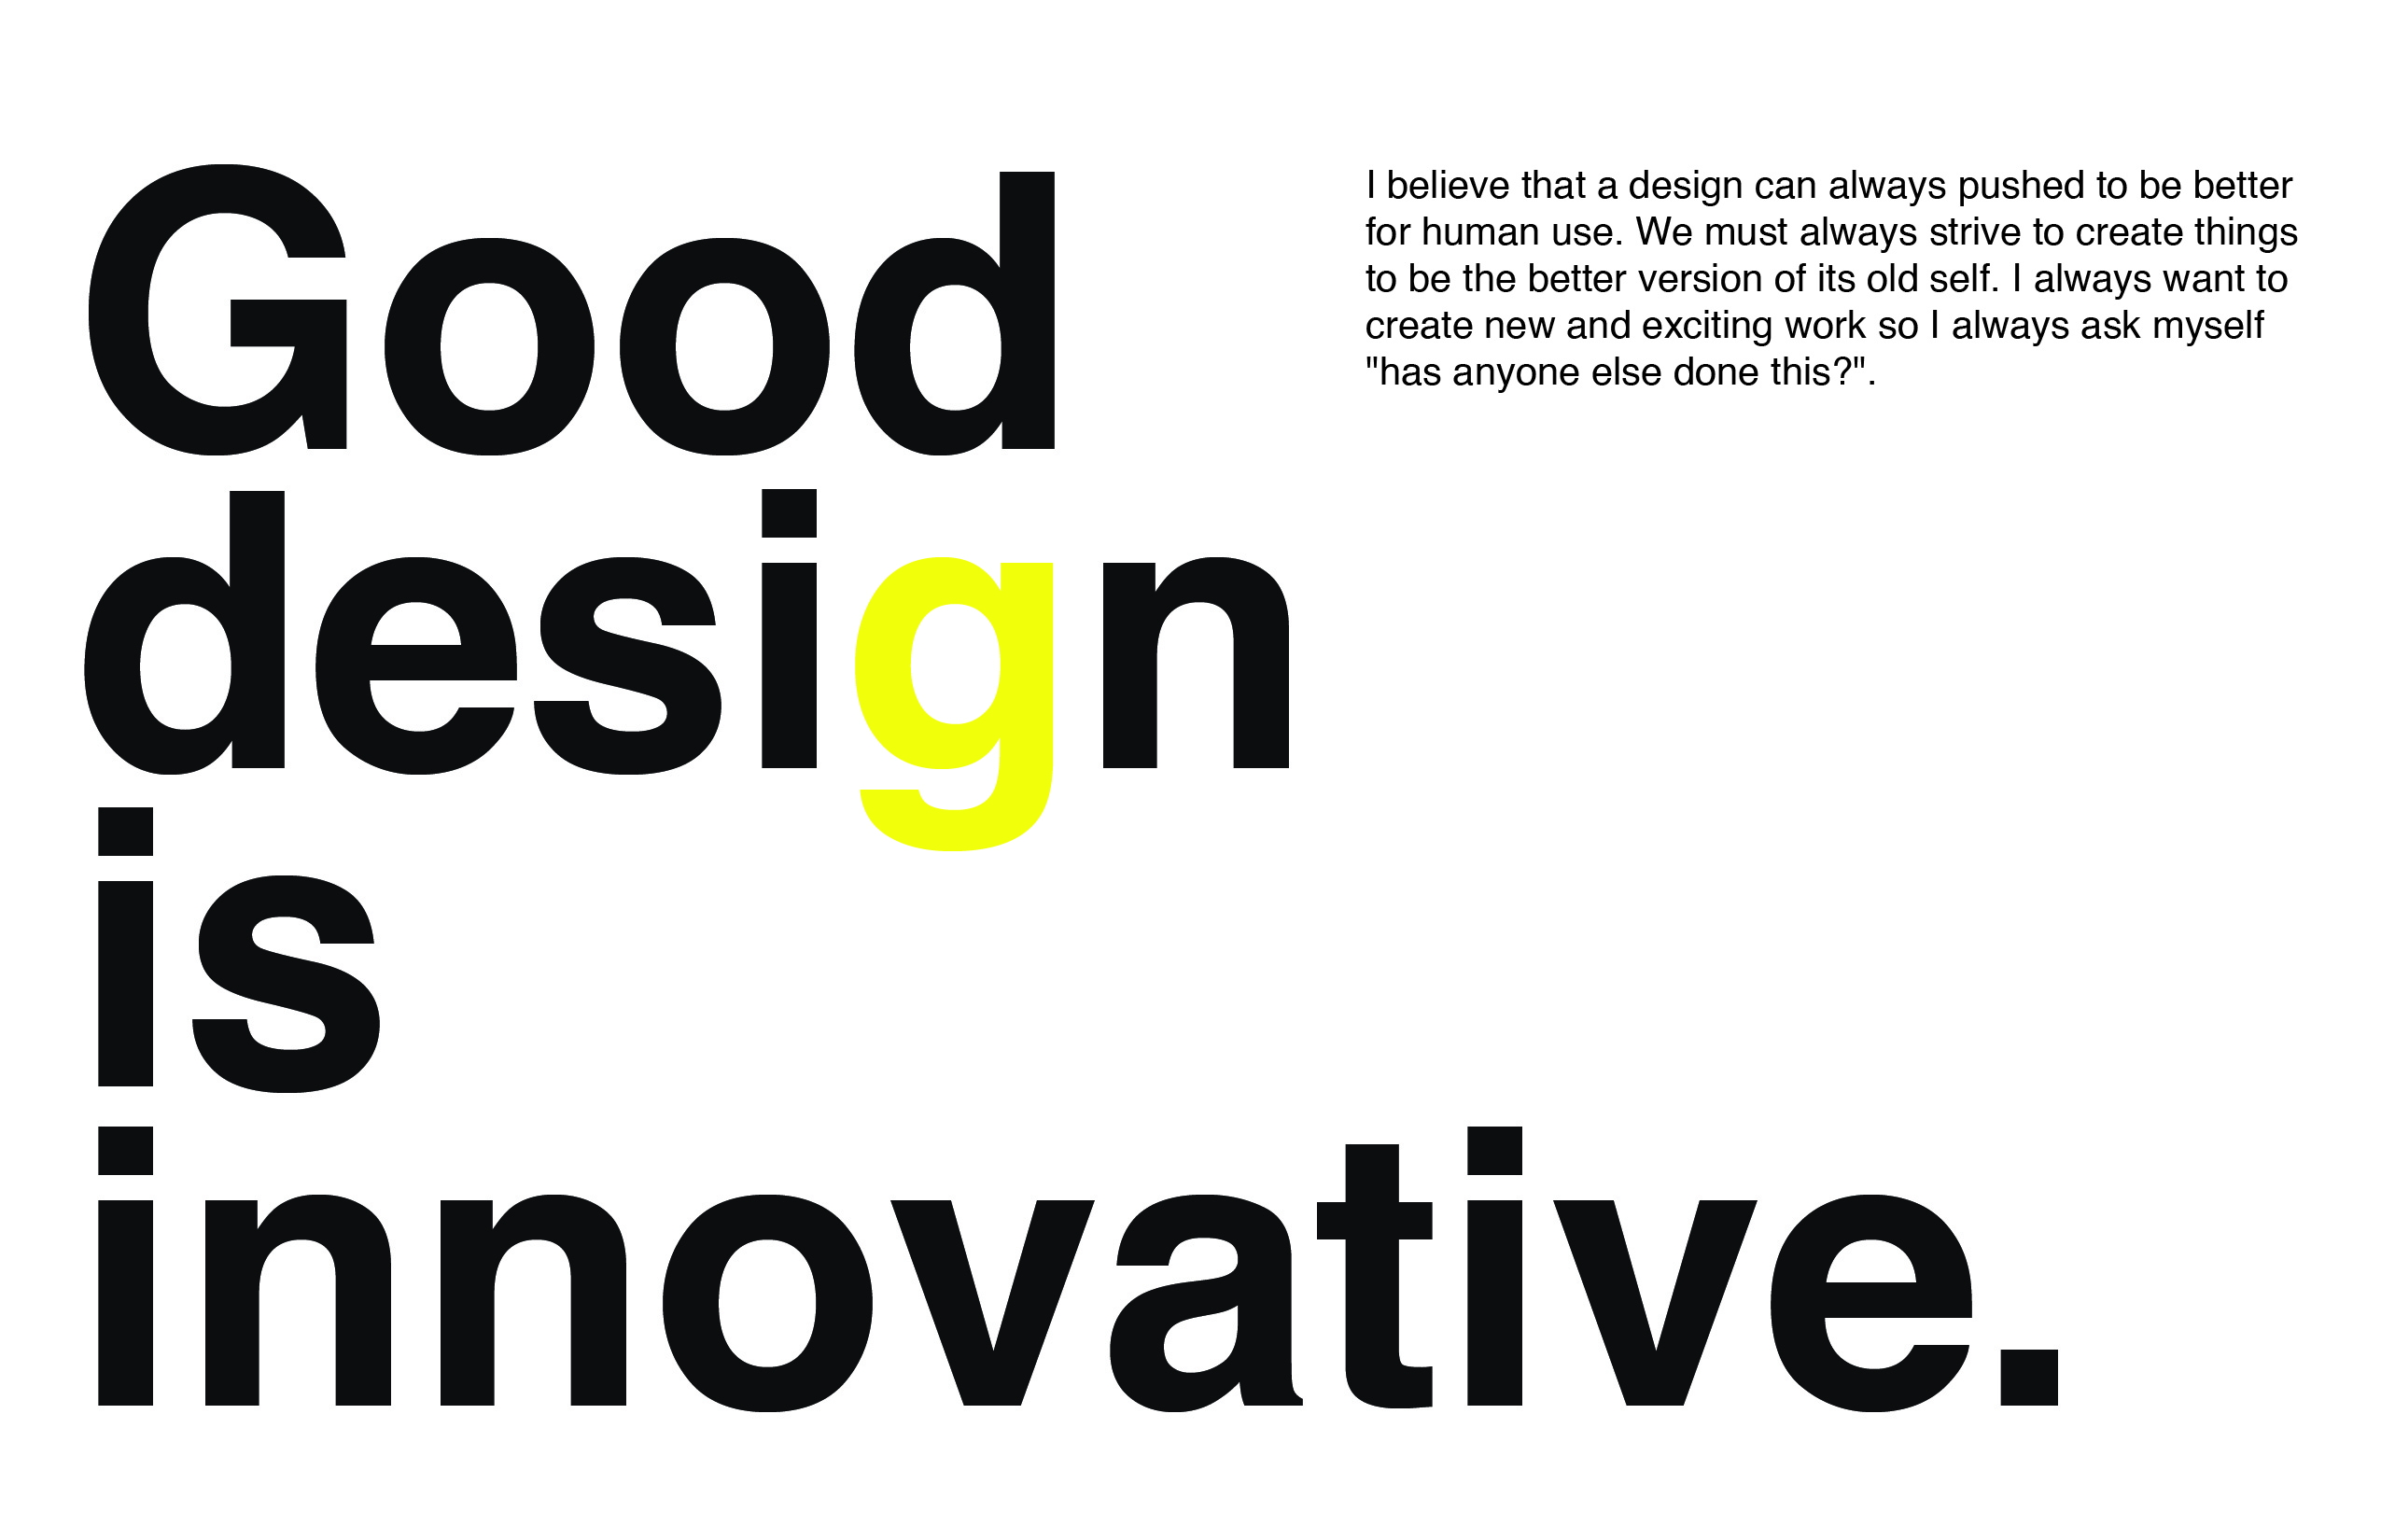 Good
design
is
innovative.
I believe that a design can always pushed to be better
for human use. We must always strive to create things
to be the better version of its old self. I always want to
create new and exciting work so I always ask myself
"has anyone else done this?".